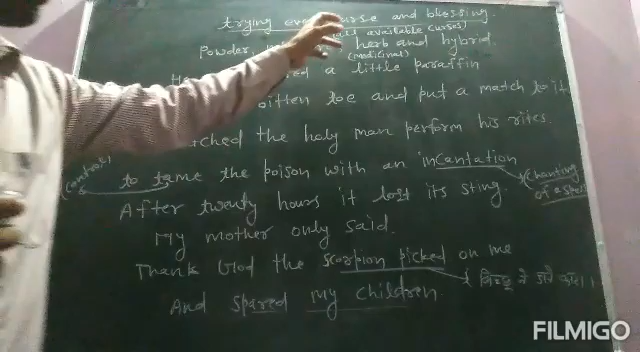 trying every curse and blessing.
(all available curses)
Powder, herb and hybrid.
(medicinal)
a little paraffin
bitten toe and put a match to it
the holy man perform his rites.
(control)
to tame the poison with an incantation
(Chanting of a spell)
After twenty hours it lost its sting.
My mother only said.
Thank God the scorpion picked on me
And spared my children.
FILMIGO